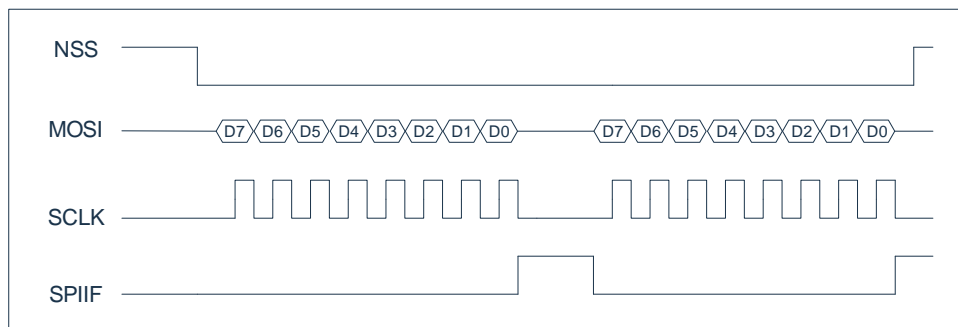 NSS
MOSI D7 D6 D5 D4 D3 D2 D1 D0 D7 D6 D5 D4 D3 D2 D1 D0
SCLK
SPIIF